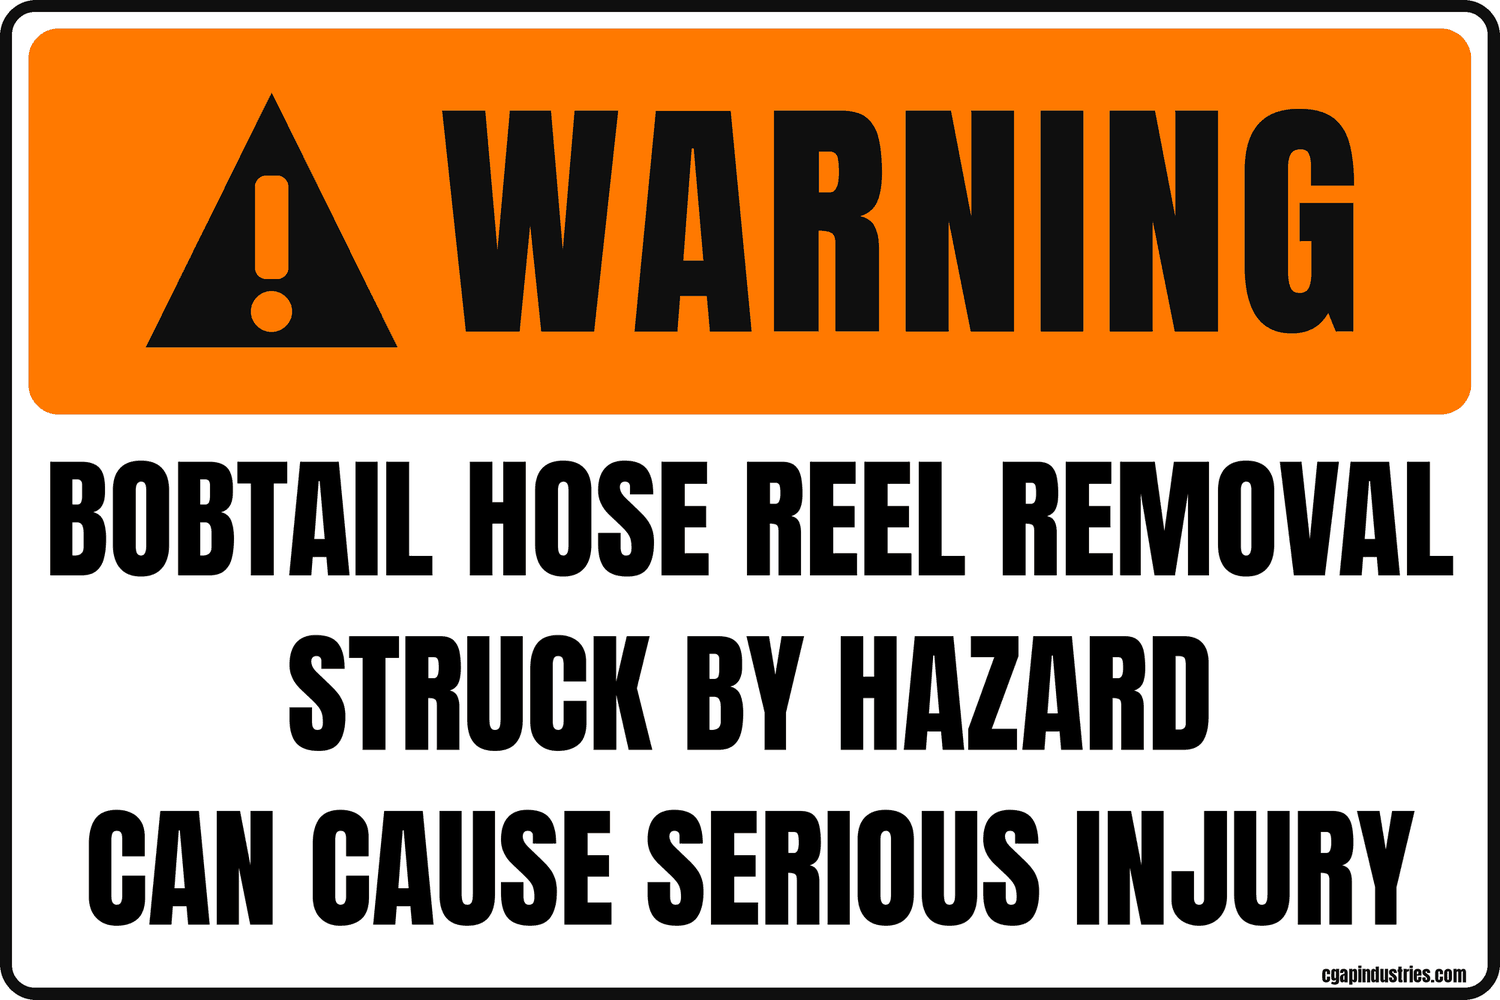 WARNING
BOBTAIL HOSE REEL REMOVAL
STRUCK BY HAZARD
CAN CAUSE SERIOUS INJURY
cgapindustries.com